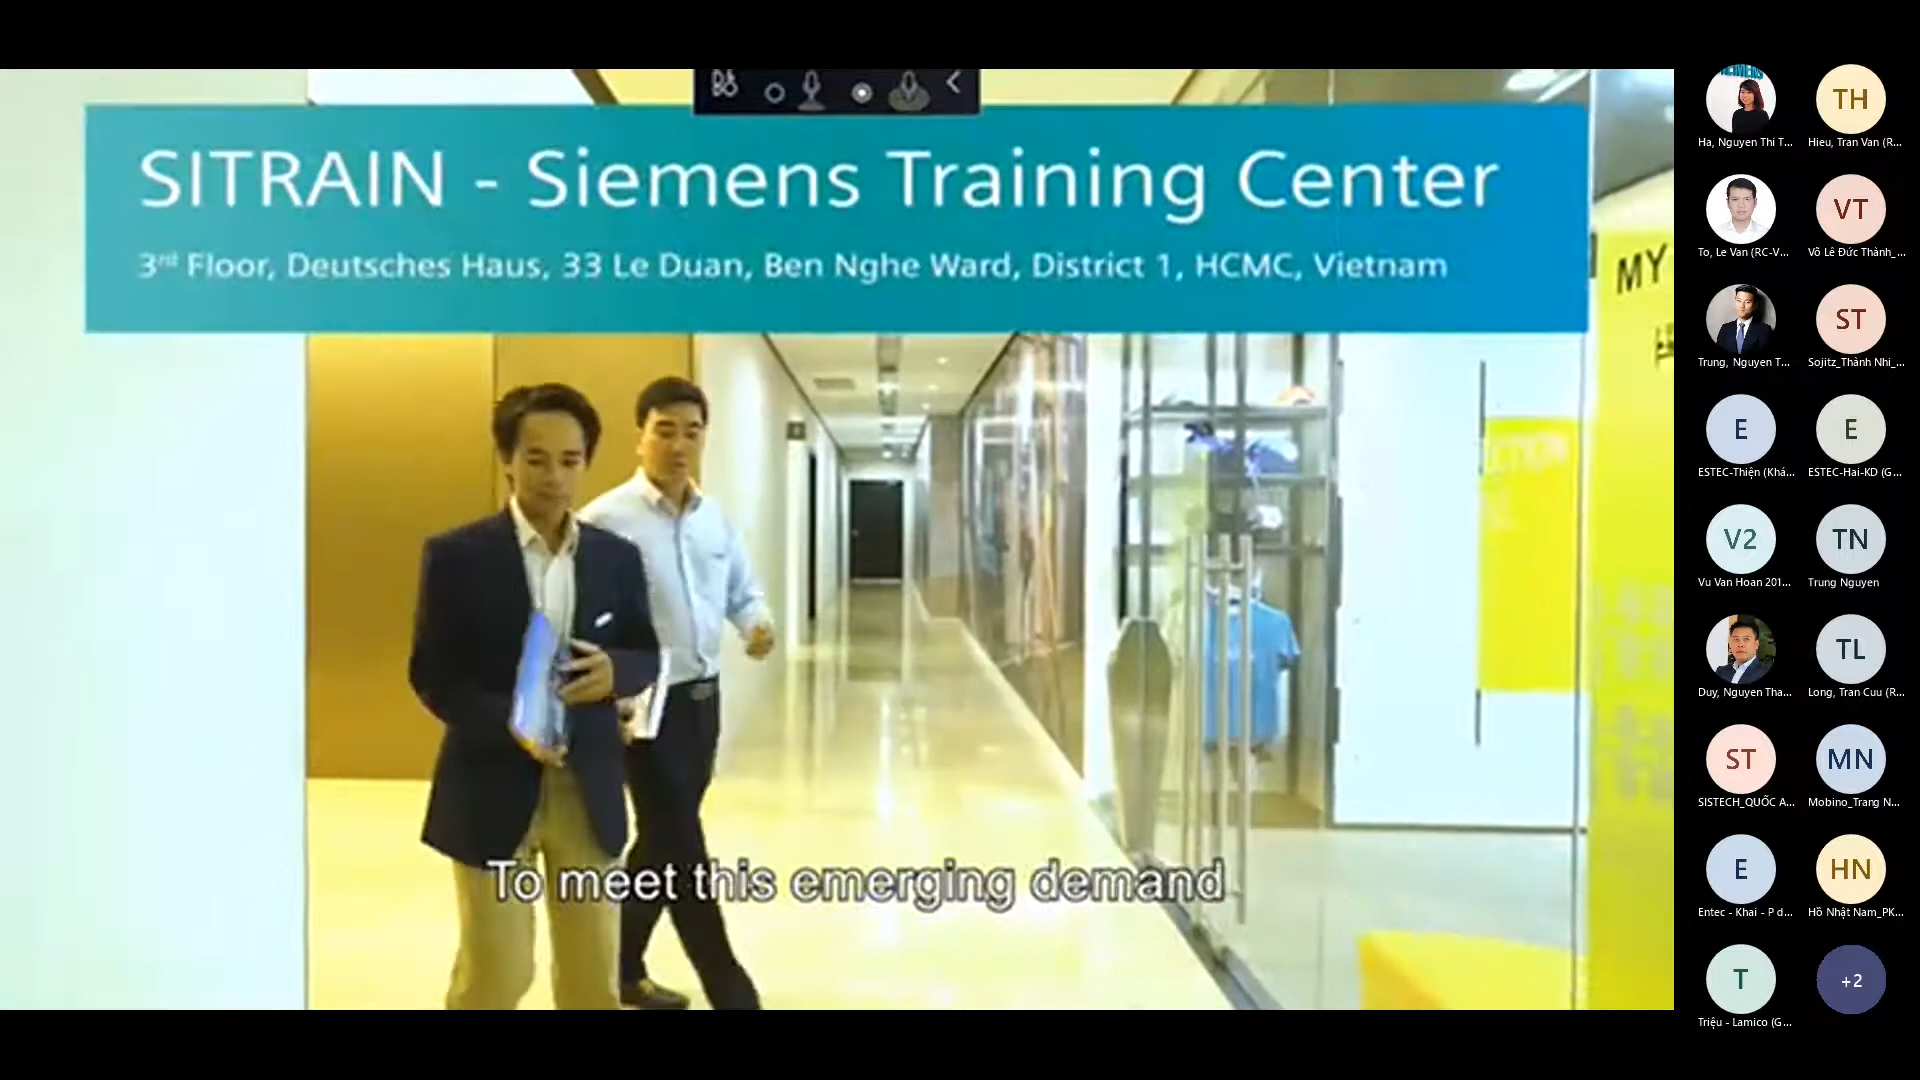 SITRAIN - Siemens Training Center
3rd Floor, Deutsches Haus, 33 Le Duan, Ben Nghe Ward, District 1, HCMC, Vietnam
MY
To meet this emerging demand
Ha, Nguyen Thi T...
TH
Hieu, Tran Van (R...
To, Le Van (RC-V...
VT
Võ Lê Đức Thành_...
Trung, Nguyen T...
ST
Sojitz_Thành Nhi_...
E
ESTEC-Thiện (Khá...
E
ESTEC-Hai-KD (G...
V2
Vu Van Hoan 201...
TN
Trung Nguyen
Duy, Nguyen Tha...
TL
Long, Tran Cuu (R...
ST
SISTECH_QUỐC A...
MN
Mobino_Trang N...
E
Entec - Khai - P d...
HN
Hồ Nhật Nam_PK...
T
Triệu - Lamico (G...
+2